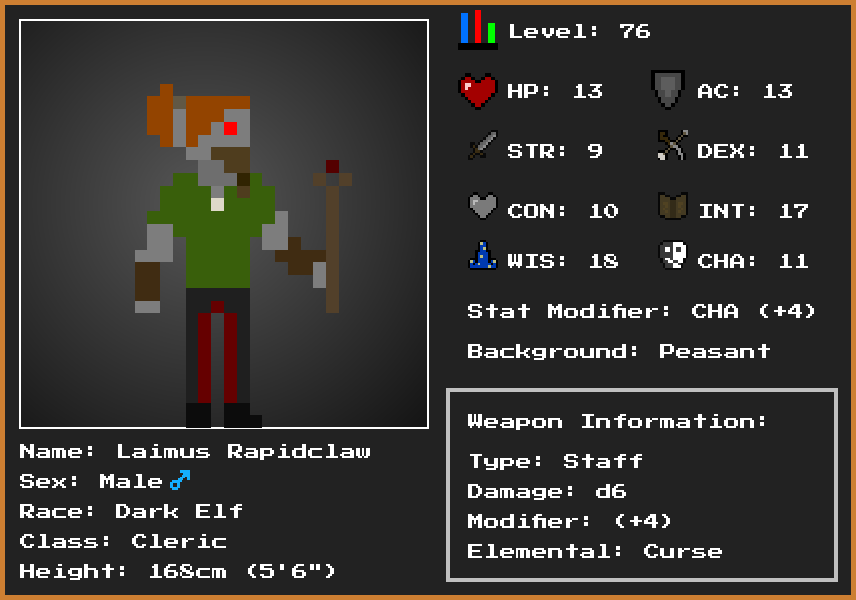 Level: 76
HP: 13 AC: 13
STR: 9 DEX: 11
CON: 10 INT: 17
WIS: 18 CHA: 11
Stat Modifier: CHA (+4)
Background: Peasant
Weapon Information:
Type: Staff
Damage: d6
Modifier: (+4)
Elemental: Curse
Name: Laimus Rapidclaw
Sex: Male♂
Race: Dark Elf
Class: Cleric
Height: 168cm (5'6")